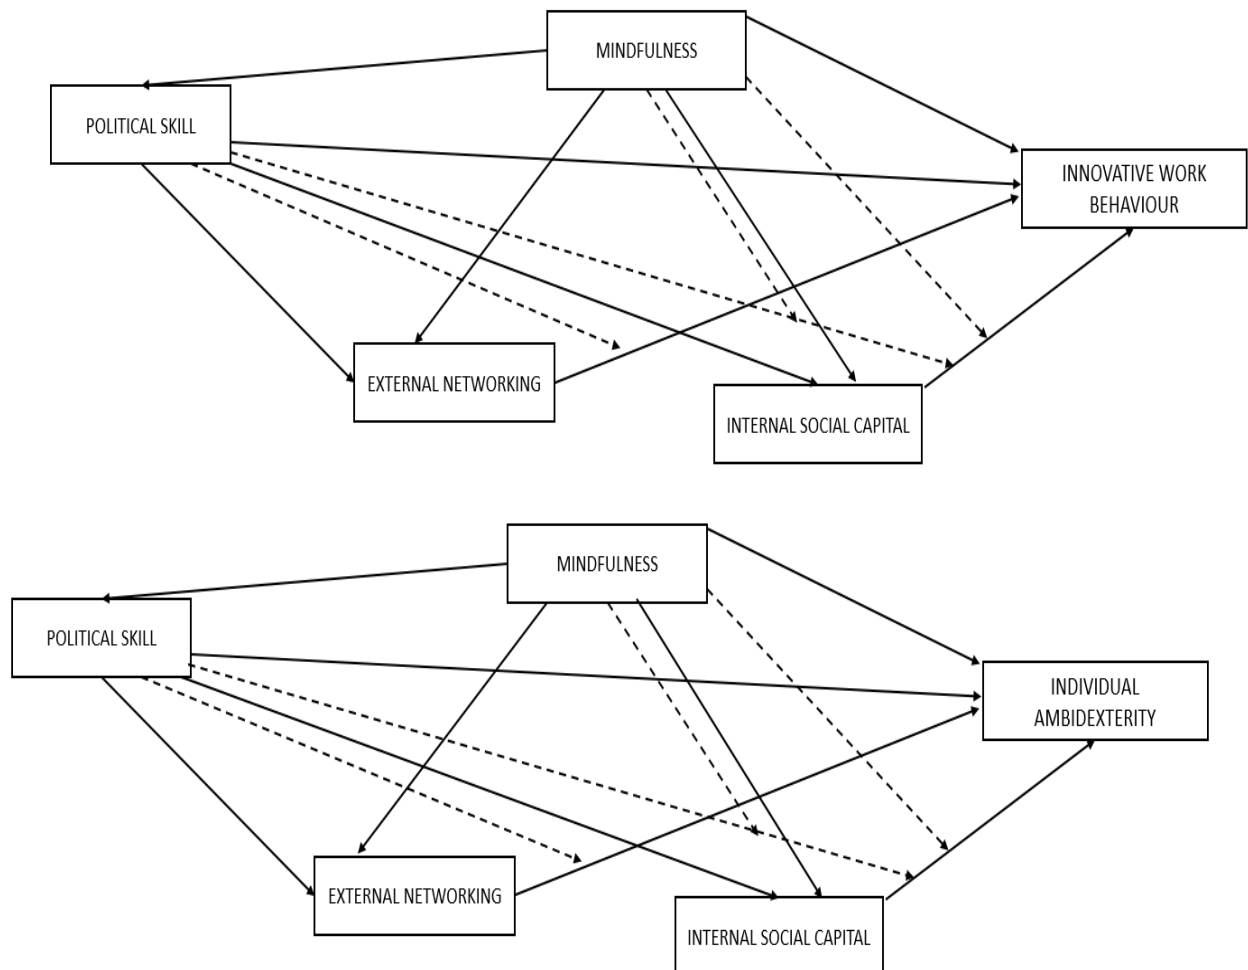 MINDFULNESS
POLITICAL SKILL
INNOVATIVE WORK
BEHAVIOUR
EXTERNAL NETWORKING
INTERNAL SOCIAL CAPITAL
MINDFULNESS
POLITICAL SKILL
INDIVIDUAL
AMBIDEXTERITY
EXTERNAL NETWORKING
INTERNAL SOCIAL CAPITAL